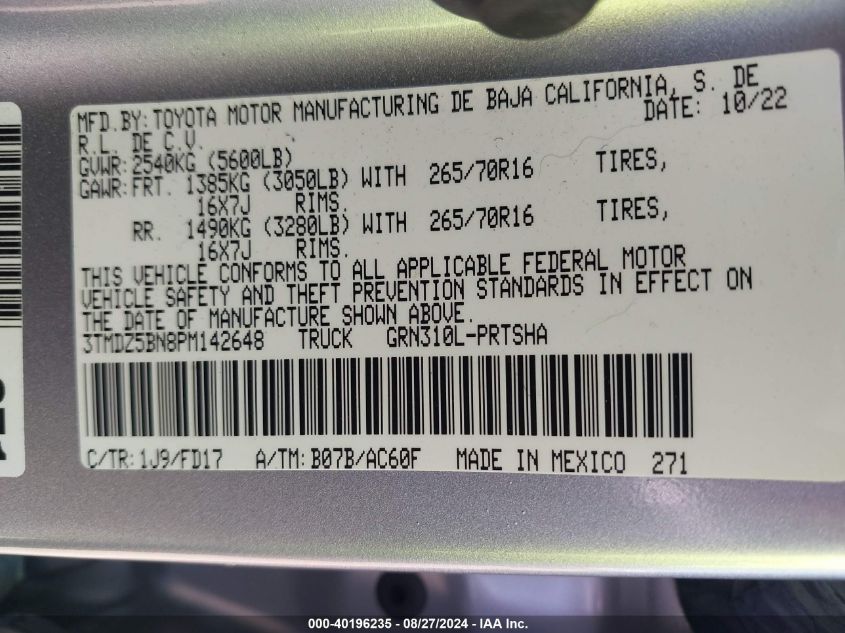 MFD.BY:TOYOTA MOTOR MANUFACTURING DE BAJA CALIFORNIA, S. DE
R.L. DE C.V. DATE: 10/22
GVWR:2540KG (5600LB)
GAWR:FRT. 1385KG (3050LB) WITH 265/70R16 TIRES,
16X7J RIMS.
RR. 1490KG (3280LB) WITH 265/70R16 TIRES,
16X7J RIMS.
THIS VEHICLE CONFORMS TO ALL APPLICABLE FEDERAL MOTOR
VEHICLE SAFETY AND THEFT PREVENTION STANDARDS IN EFFECT ON
THE DATE OF MANUFACTURE SHOWN ABOVE.
3TMDZ5BN8PM142648 TRUCK GRN310L-PRTSHA
C/TR:1J9/FD17 A/TM:B07B/AC60F MADE IN MEXICO 271
000-40196235 / 08/27/2024 - IAA Inc.